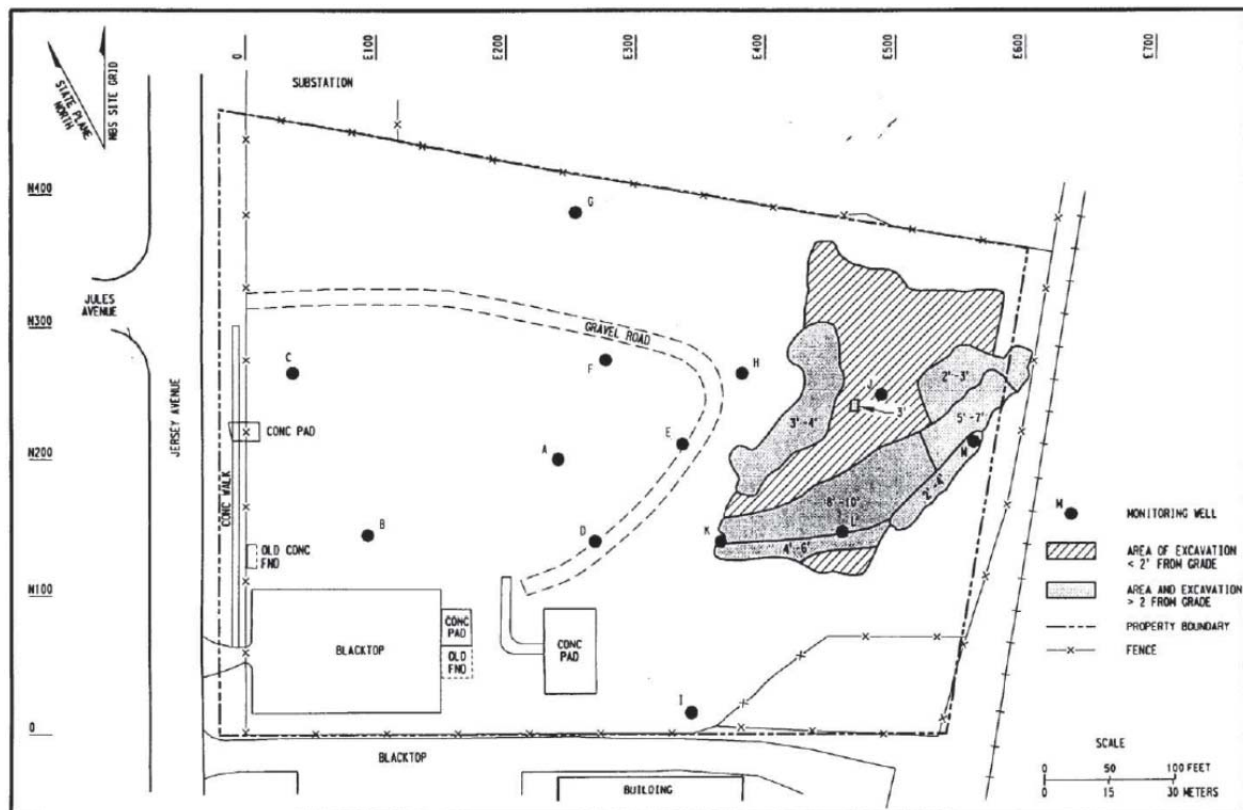 0
E100
E200
E300
E400
E500
E600
E700
STATE PLANE
NORTH
NBS SITE GRID
SUBSTATION
N400
G
JULES
AVENUE
N300
GRAVEL ROAD
C
F
H
J
2'-3'
3'
5'-7'
3'-4'
CONC PAD
E
JERSEY AVENUE
N200
A
M
CONC WALK
8'-10'
2'-4'
B
D
K
L
4'-6'
OLD CONC
FND
N100
CONC
PAD
BLACKTOP
OLD
FND
CONC
PAD
I
0
BLACKTOP
BUILDING
M
MONITORING WELL
AREA OF EXCAVATION
< 2' FROM GRADE
AREA AND EXCAVATION
> 2 FROM GRADE
PROPERTY BOUNDARY
FENCE
SCALE
0 50 100 FEET
0 15 30 METERS